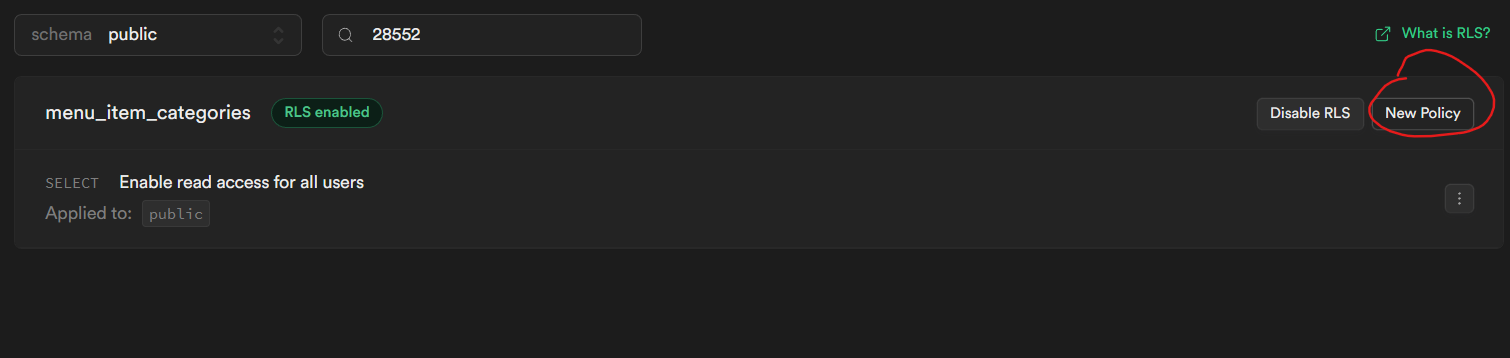 schema public 28552 What is RLS?
menu_item_categories RLS enabled Disable RLS New Policy
SELECT Enable read access for all users
Applied to: public